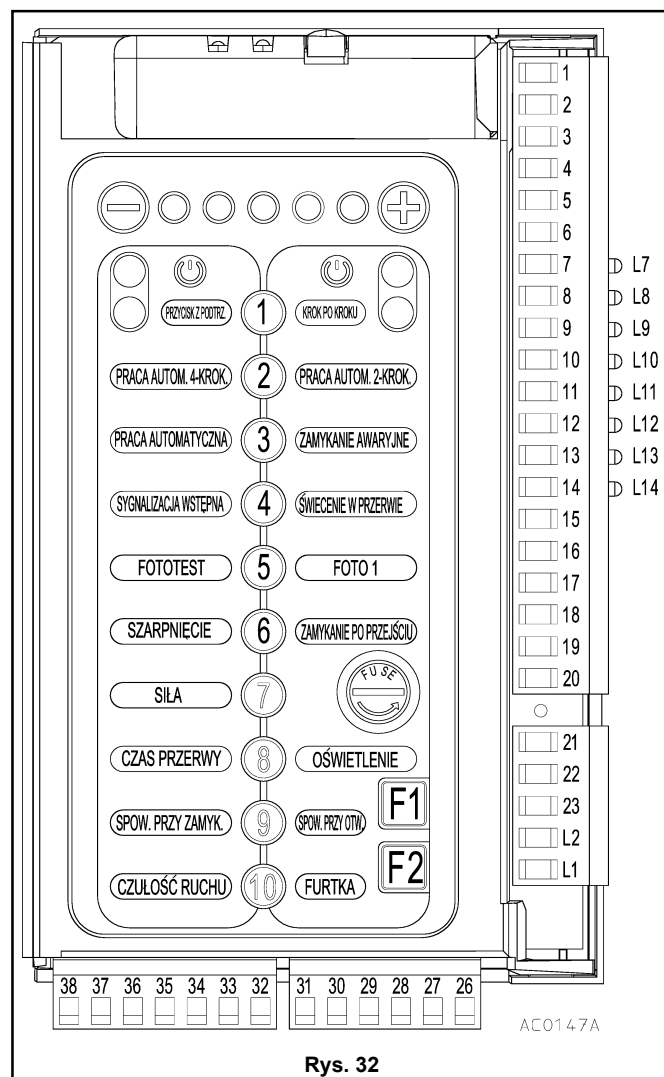 1
2
3
4
5
6
7 L7
8 L8
9 L9
10 L10
11 L11
12 L12
13 L13
14 L14
15
16
17
18
19
20
21
22
23
L2
L1
PRZYCISK Z PODTRZ. 1 KROK PO KROKU
PRACA AUTOM. 4-KROK. 2 PRACA AUTOM. 2-KROK.
PRACA AUTOMATYCZNA 3 ZAMYKANIE AWARYJNE
SYGNALIZACJA WSTĘPNA 4 ŚWIECENIE W PRZERWIE
FOTOTEST 5 FOTO 1
SZARPNIĘCIE 6 ZAMYKANIE PO PRZEJŚCIU
SIŁA 7 FUSE
CZAS PRZERWY 8 OŚWIETLENIE
SPOW. PRZY ZAMYK. 9 SPOW. PRZY OTW. F1
CZUŁOŚĆ RUCHU 10 FURTKA F2
38 37 36 35 34 33 32 31 30 29 28 27 26
AC0147A
Rys. 32